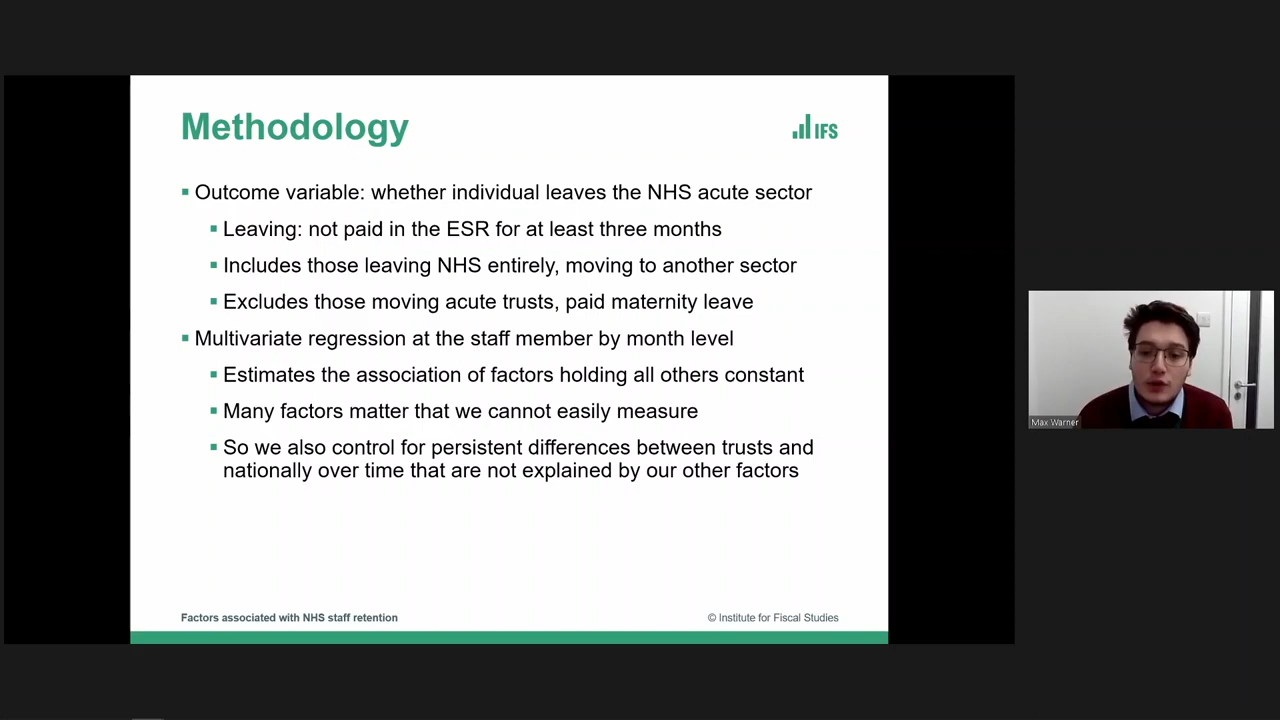 Methodology
IFS
Outcome variable: whether individual leaves the NHS acute sector
Leaving: not paid in the ESR for at least three months
Includes those leaving NHS entirely, moving to another sector
Excludes those moving acute trusts, paid maternity leave
Multivariate regression at the staff member by month level
Estimates the association of factors holding all others constant
Many factors matter that we cannot easily measure
So we also control for persistent differences between trusts and
nationally over time that are not explained by our other factors
Factors associated with NHS staff retention
© Institute for Fiscal Studies
Max Warner